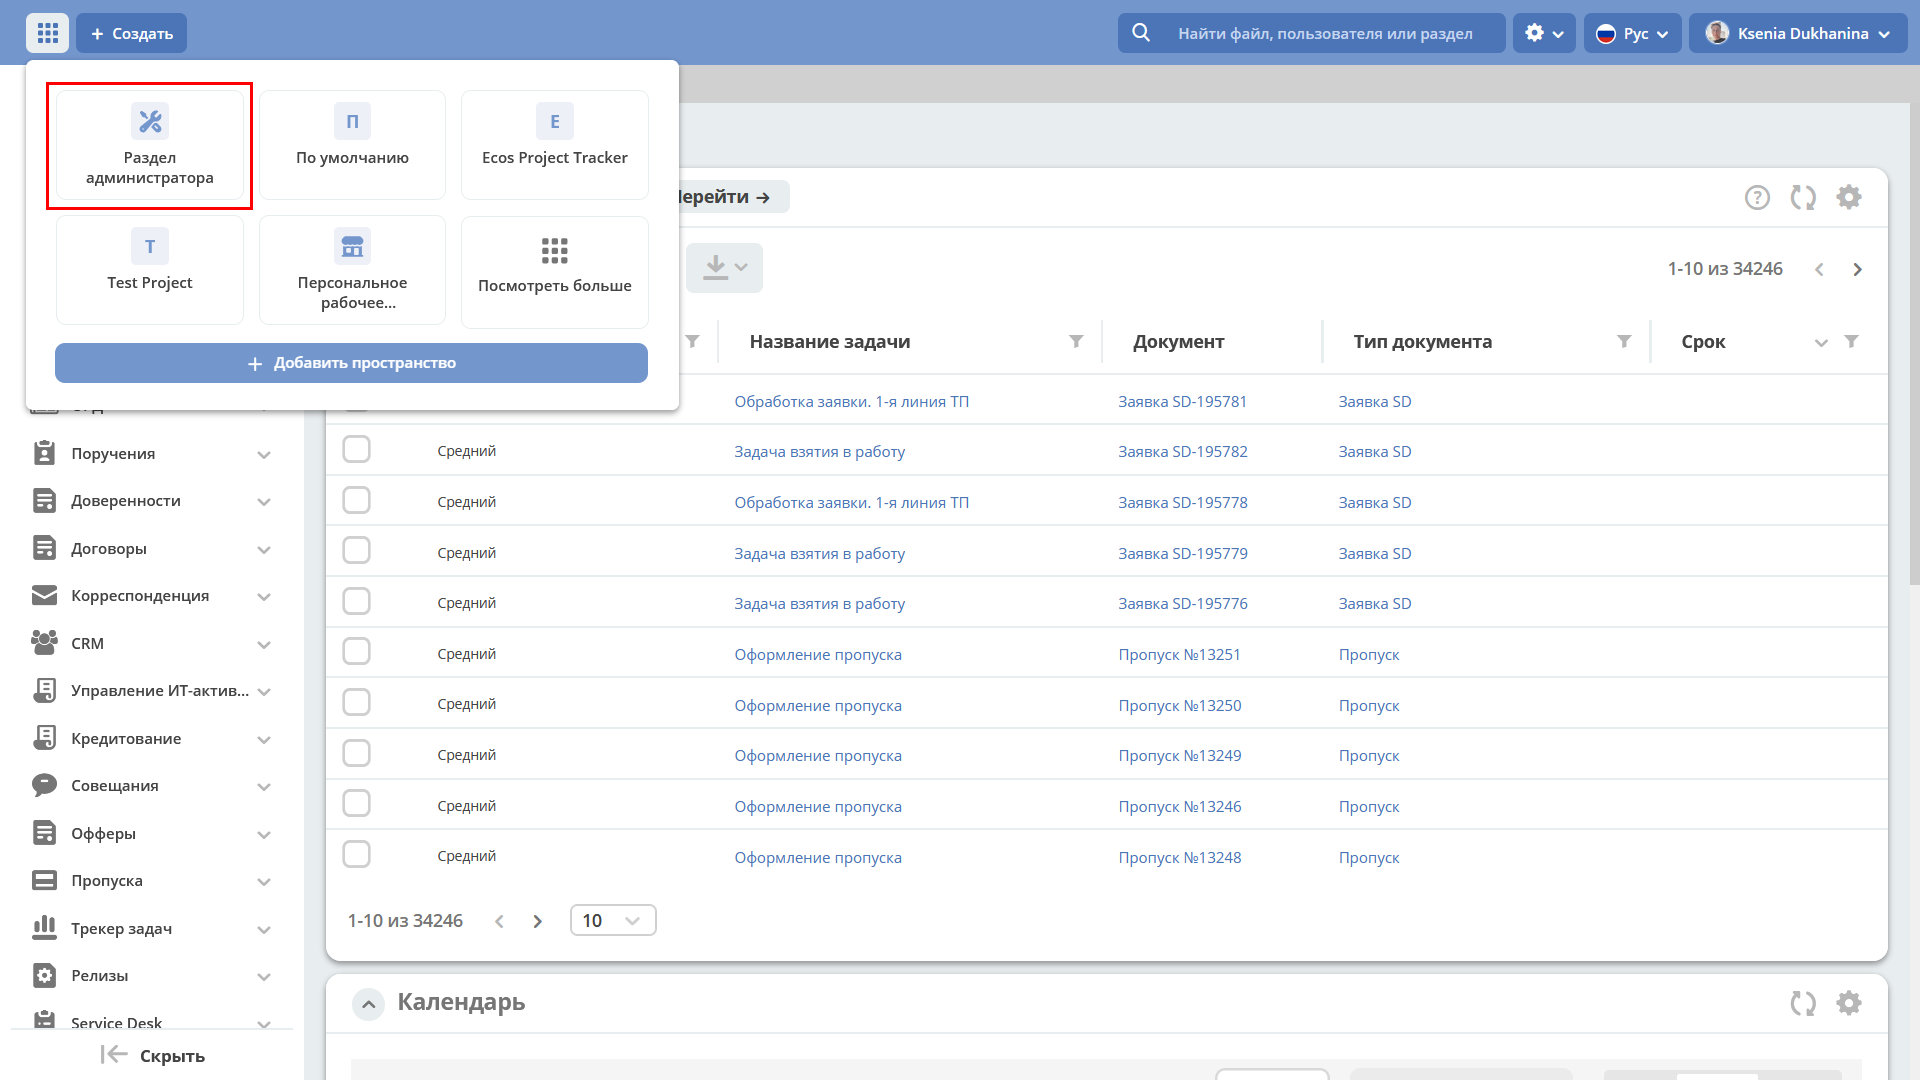 Создать
Найти файл, пользователя или раздел
Рус
Ksenia Dukhanina
Раздел
администратора
П
По умолчанию
E
Ecos Project Tracker
T
Test Project
Персональное
рабочее...
Посмотреть больше
Добавить пространство
Перейти →
1-10 из 34246
Название задачи
Документ
Тип документа
Срок
Обработка заявки. 1-я линия ТП
Заявка SD-195781
Заявка SD
Средний
Задача взятия в работу
Заявка SD-195782
Заявка SD
Средний
Обработка заявки. 1-я линия ТП
Заявка SD-195778
Заявка SD
Средний
Задача взятия в работу
Заявка SD-195779
Заявка SD
Средний
Задача взятия в работу
Заявка SD-195776
Заявка SD
Средний
Оформление пропуска
Пропуск №13251
Пропуск
Средний
Оформление пропуска
Пропуск №13250
Пропуск
Средний
Оформление пропуска
Пропуск №13249
Пропуск
Средний
Оформление пропуска
Пропуск №13246
Пропуск
Средний
Оформление пропуска
Пропуск №13248
Пропуск
1-10 из 34246
10
Календарь
Поручения
Доверенности
Договоры
Корреспонденция
CRM
Управление ИТ-актив...
Кредитование
Совещания
Офферы
Пропуска
Трекер задач
Релизы
Service Desk
Скрыть